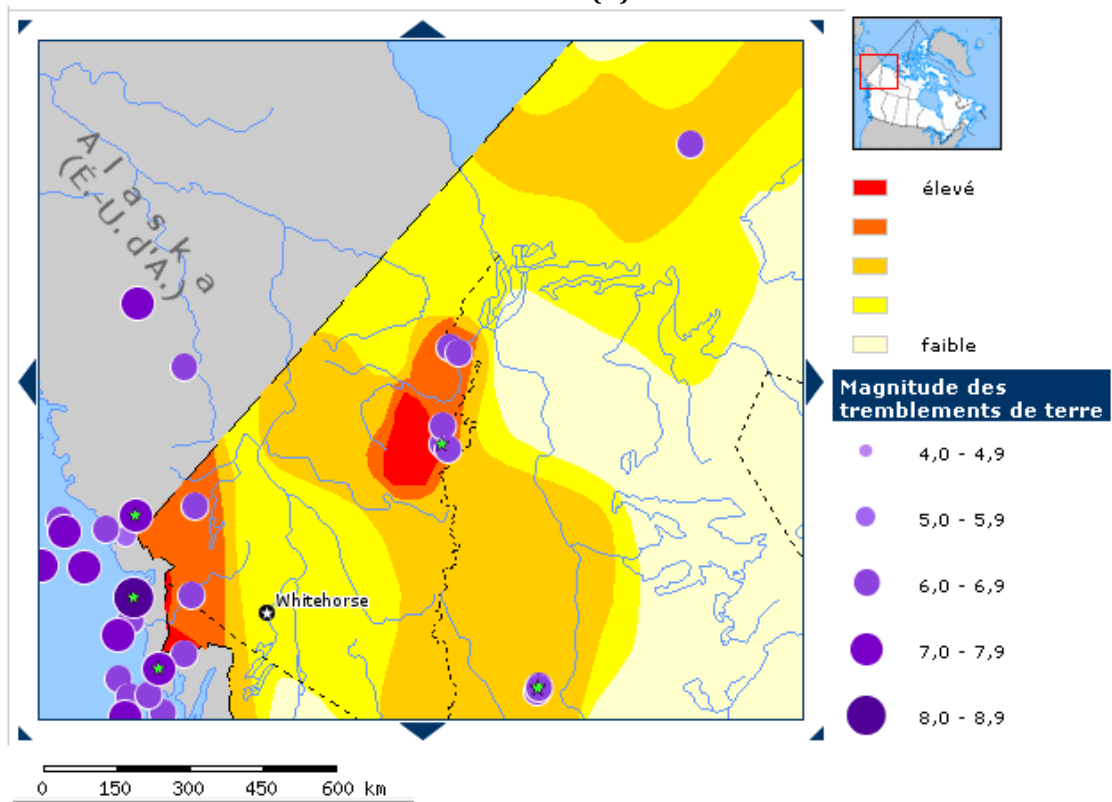 Alaska
(É.-U. d'A.)
Whitehorse
élevé
faible
Magnitude des
tremblements de terre
4,0 - 4,9
5,0 - 5,9
6,0 - 6,9
7,0 - 7,9
8,0 - 8,9
0 150 300 450 600 km